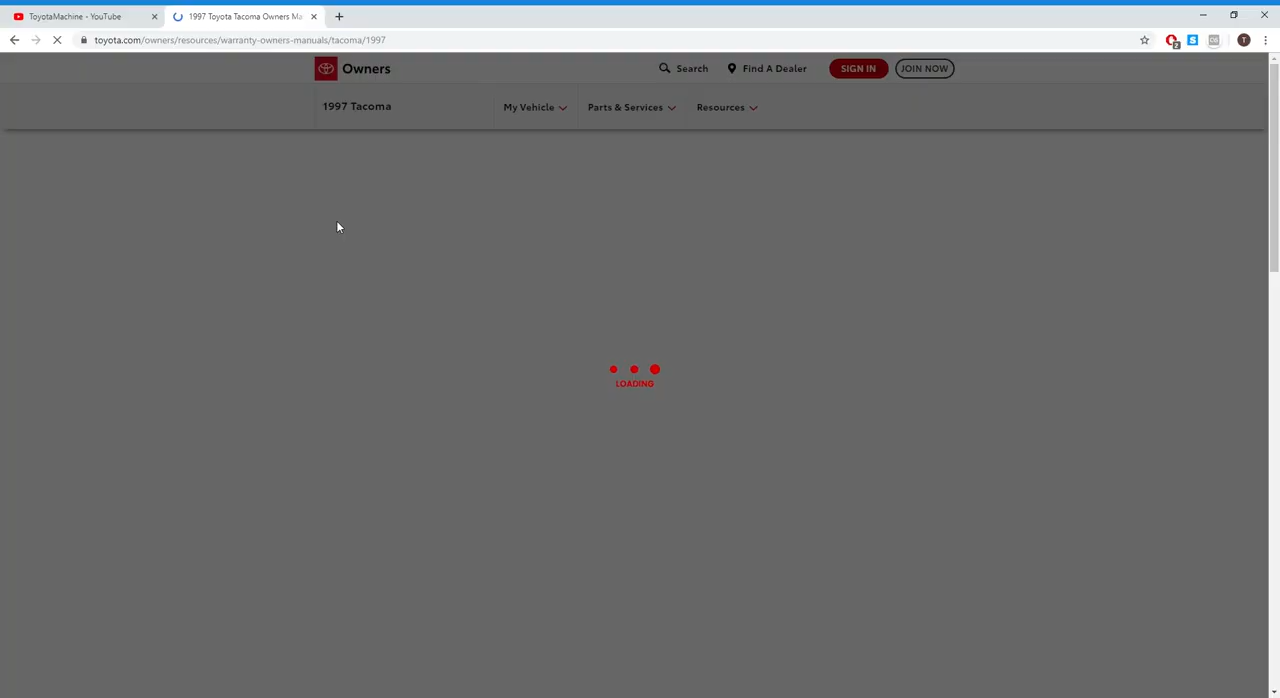 ToyotaMachine - YouTube
1997 Toyota Tacoma Owners Ma
toyota.com/owners/resources/warranty-owners-manuals/tacoma/1997
2
S
T
Owners
Search
Find A Dealer
SIGN IN
JOIN NOW
1997 Tacoma
My Vehicle
Parts & Services
Resources
LOADING